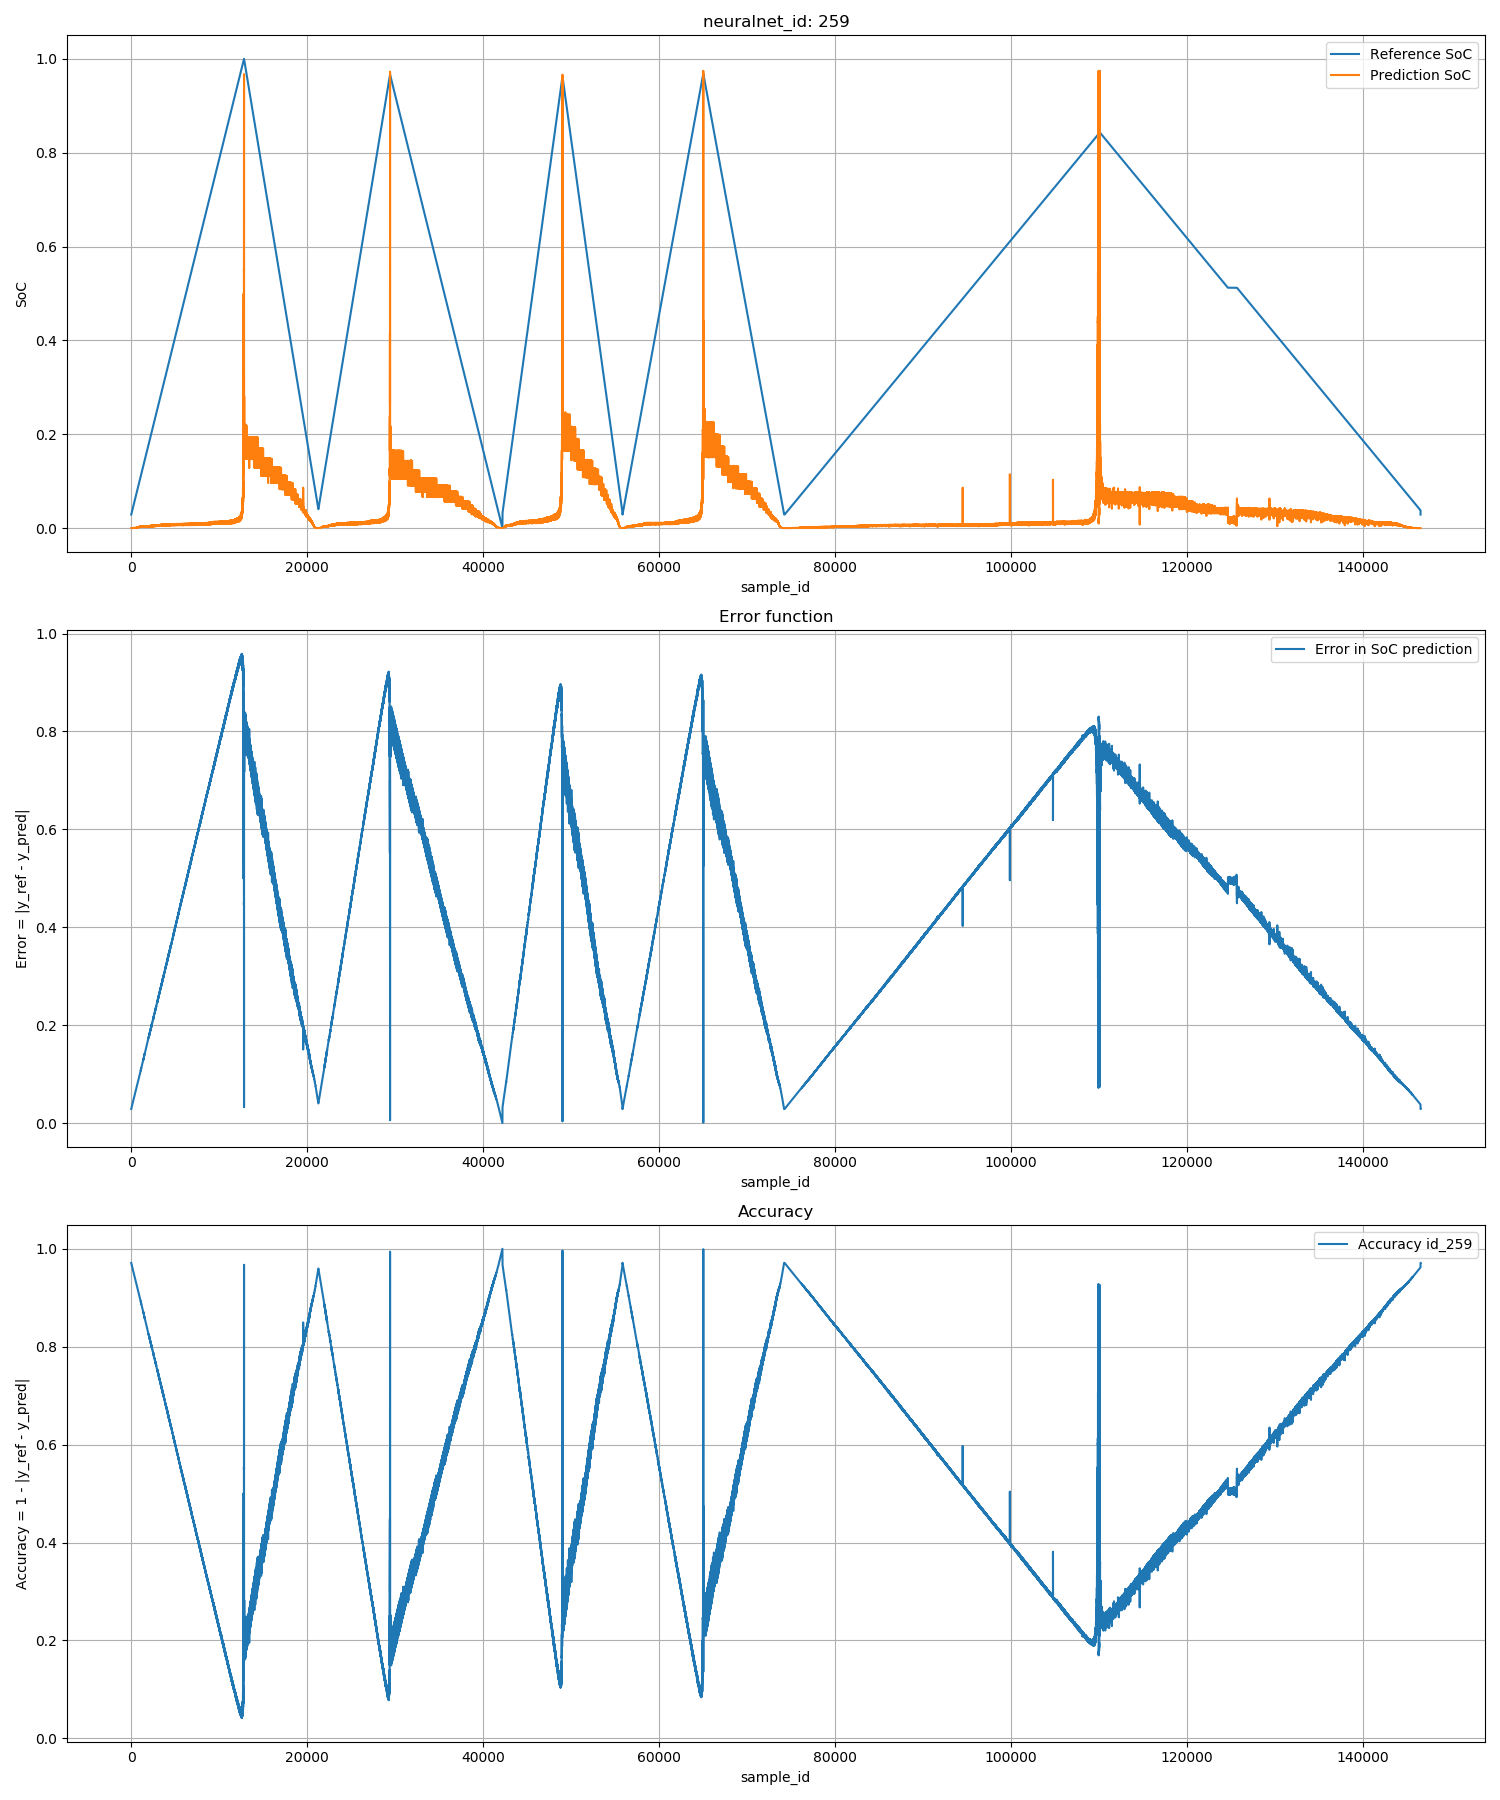 neuralnet_id: 259
Reference SoC
Prediction SoC
1.0
0.8
0.6
0.4
0.2
0.0
SoC
0 20000 40000 60000 80000 100000 120000 140000
sample_id
Error function
Error in SoC prediction
1.0
0.8
0.6
0.4
0.2
0.0
Error = |y_ref - y_pred|
0 20000 40000 60000 80000 100000 120000 140000
sample_id
Accuracy
Accuracy id_259
1.0
0.8
0.6
0.4
0.2
0.0
Accuracy = 1 - |y_ref - y_pred|
0 20000 40000 60000 80000 100000 120000 140000
sample_id